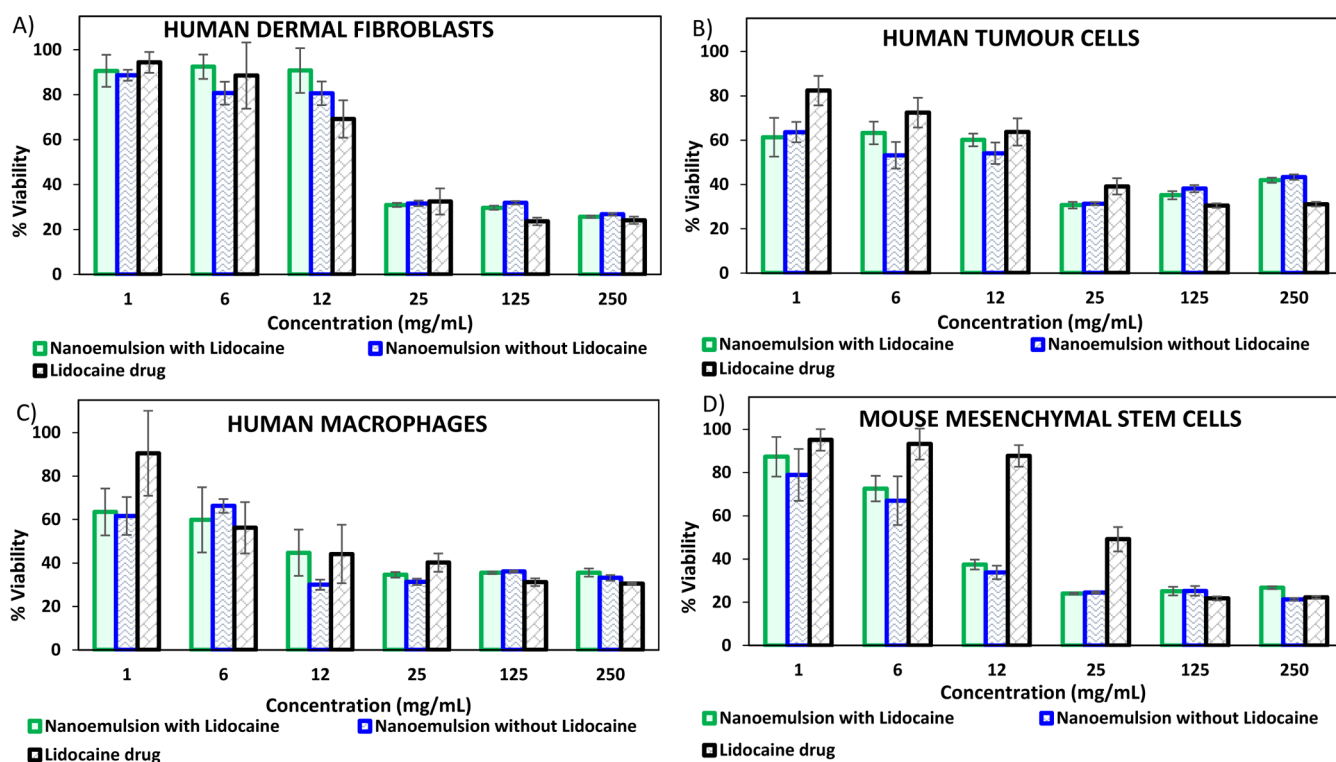 A)
HUMAN DERMAL FIBROBLASTS
% Viability
100
80
60
40
20
0
1 6 12 25 125 250
Concentration (mg/mL)
Nanoemulsion with Lidocaine Nanoemulsion without Lidocaine
Lidocaine drug
B)
HUMAN TUMOUR CELLS
% Viability
100
80
60
40
20
0
1 6 12 25 125 250
Concentration (mg/mL)
Nanoemulsion with Lidocaine Nanoemulsion without Lidocaine
Lidocaine drug
C)
HUMAN MACROPHAGES
% Viability
100
80
60
40
20
0
1 6 12 25 125 250
Concentration (mg/mL)
Nanoemulsion with Lidocaine Nanoemulsion without Lidocaine
Lidocaine drug
D)
MOUSE MESENCHYMAL STEM CELLS
% Viability
100
80
60
40
20
0
1 6 12 25 125 250
Concentration (mg/mL)
Nanoemulsion with Lidocaine Nanoemulsion without Lidocaine
Lidocaine drug